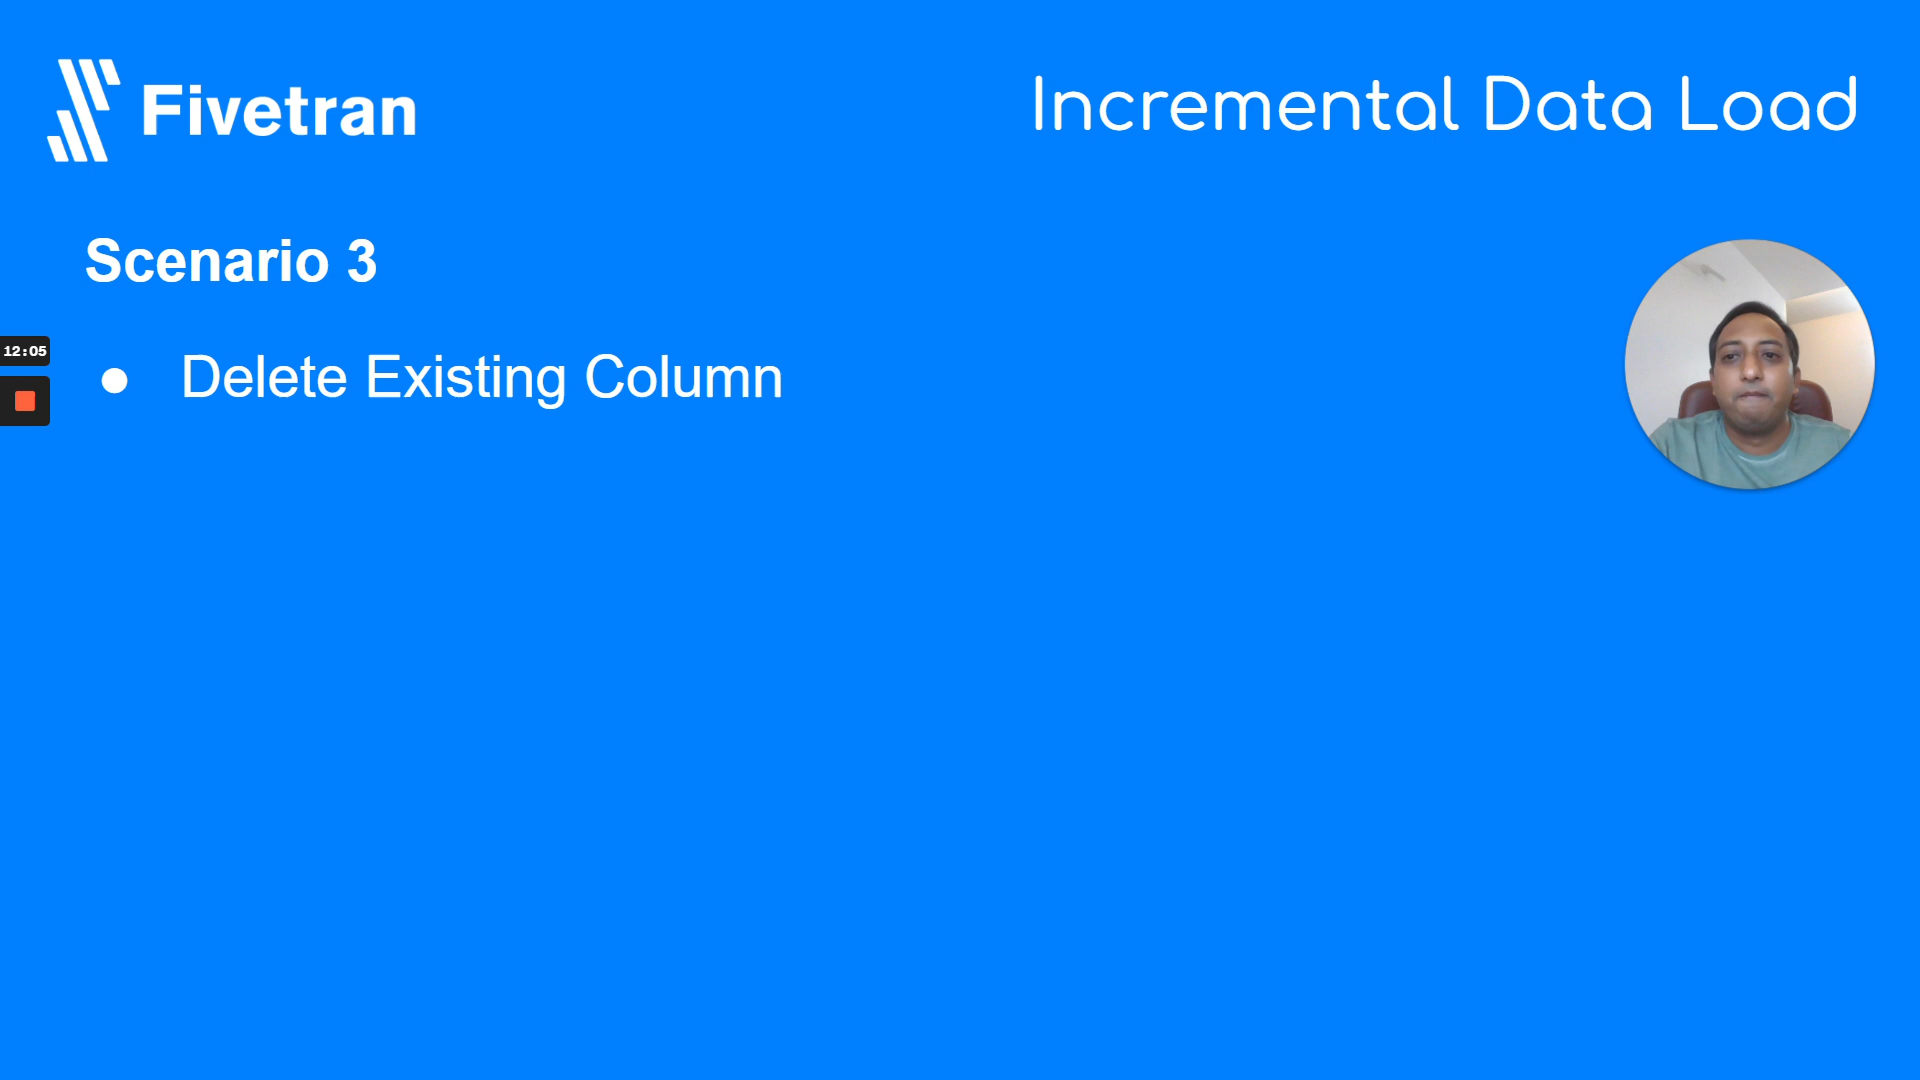 Fivetran
Incremental Data Load
Scenario 3
12:05
● Delete Existing Column